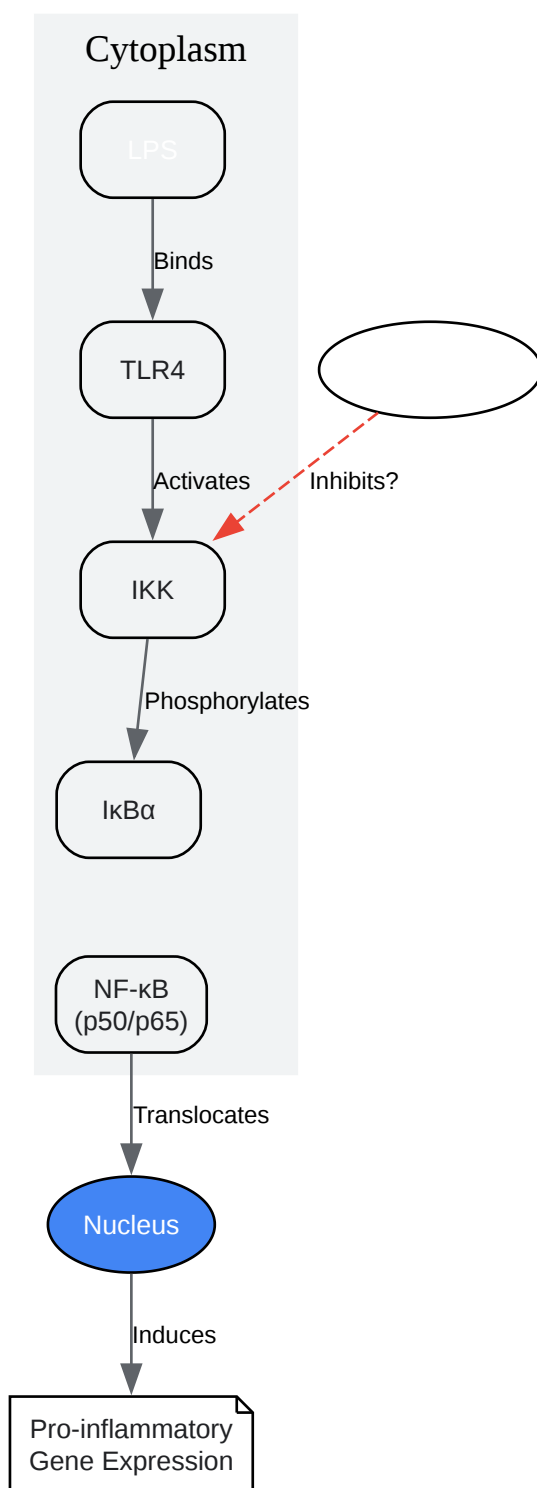 Cytoplasm
LPS
Binds
TLR4
Activates
Inhibits?
IKK
Phosphorylates
IκBα
NF-κB
(p50/p65)
Translocates
Nucleus
Induces
Pro-inflammatory
Gene Expression